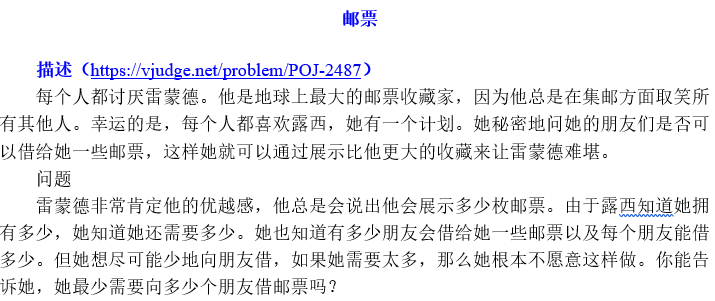 邮票
描述（https://vjudge.net/problem/POJ-2487）
每个人都讨厌雷蒙德。他是地球上最大的邮票收藏家，因为他总是在集邮方面取笑所
有其他人。幸运的是，每个人都喜欢露西，她有一个计划。她秘密地问她的朋友们是否可
以借给她一些邮票，这样她就可以通过展示比他更大的收藏来让雷蒙德难堪。
问题
雷蒙德非常肯定他的优越感，他总是会说出他会展示多少枚邮票。由于露西知道她拥
有多少，她知道她还需要多少。她也知道有多少朋友会借给她一些邮票以及每个朋友能借
多少。但她想尽可能少地向朋友借，如果她需要太多，那么她根本不愿意这样做。你能告
诉她，她最少需要向多少个朋友借邮票吗？